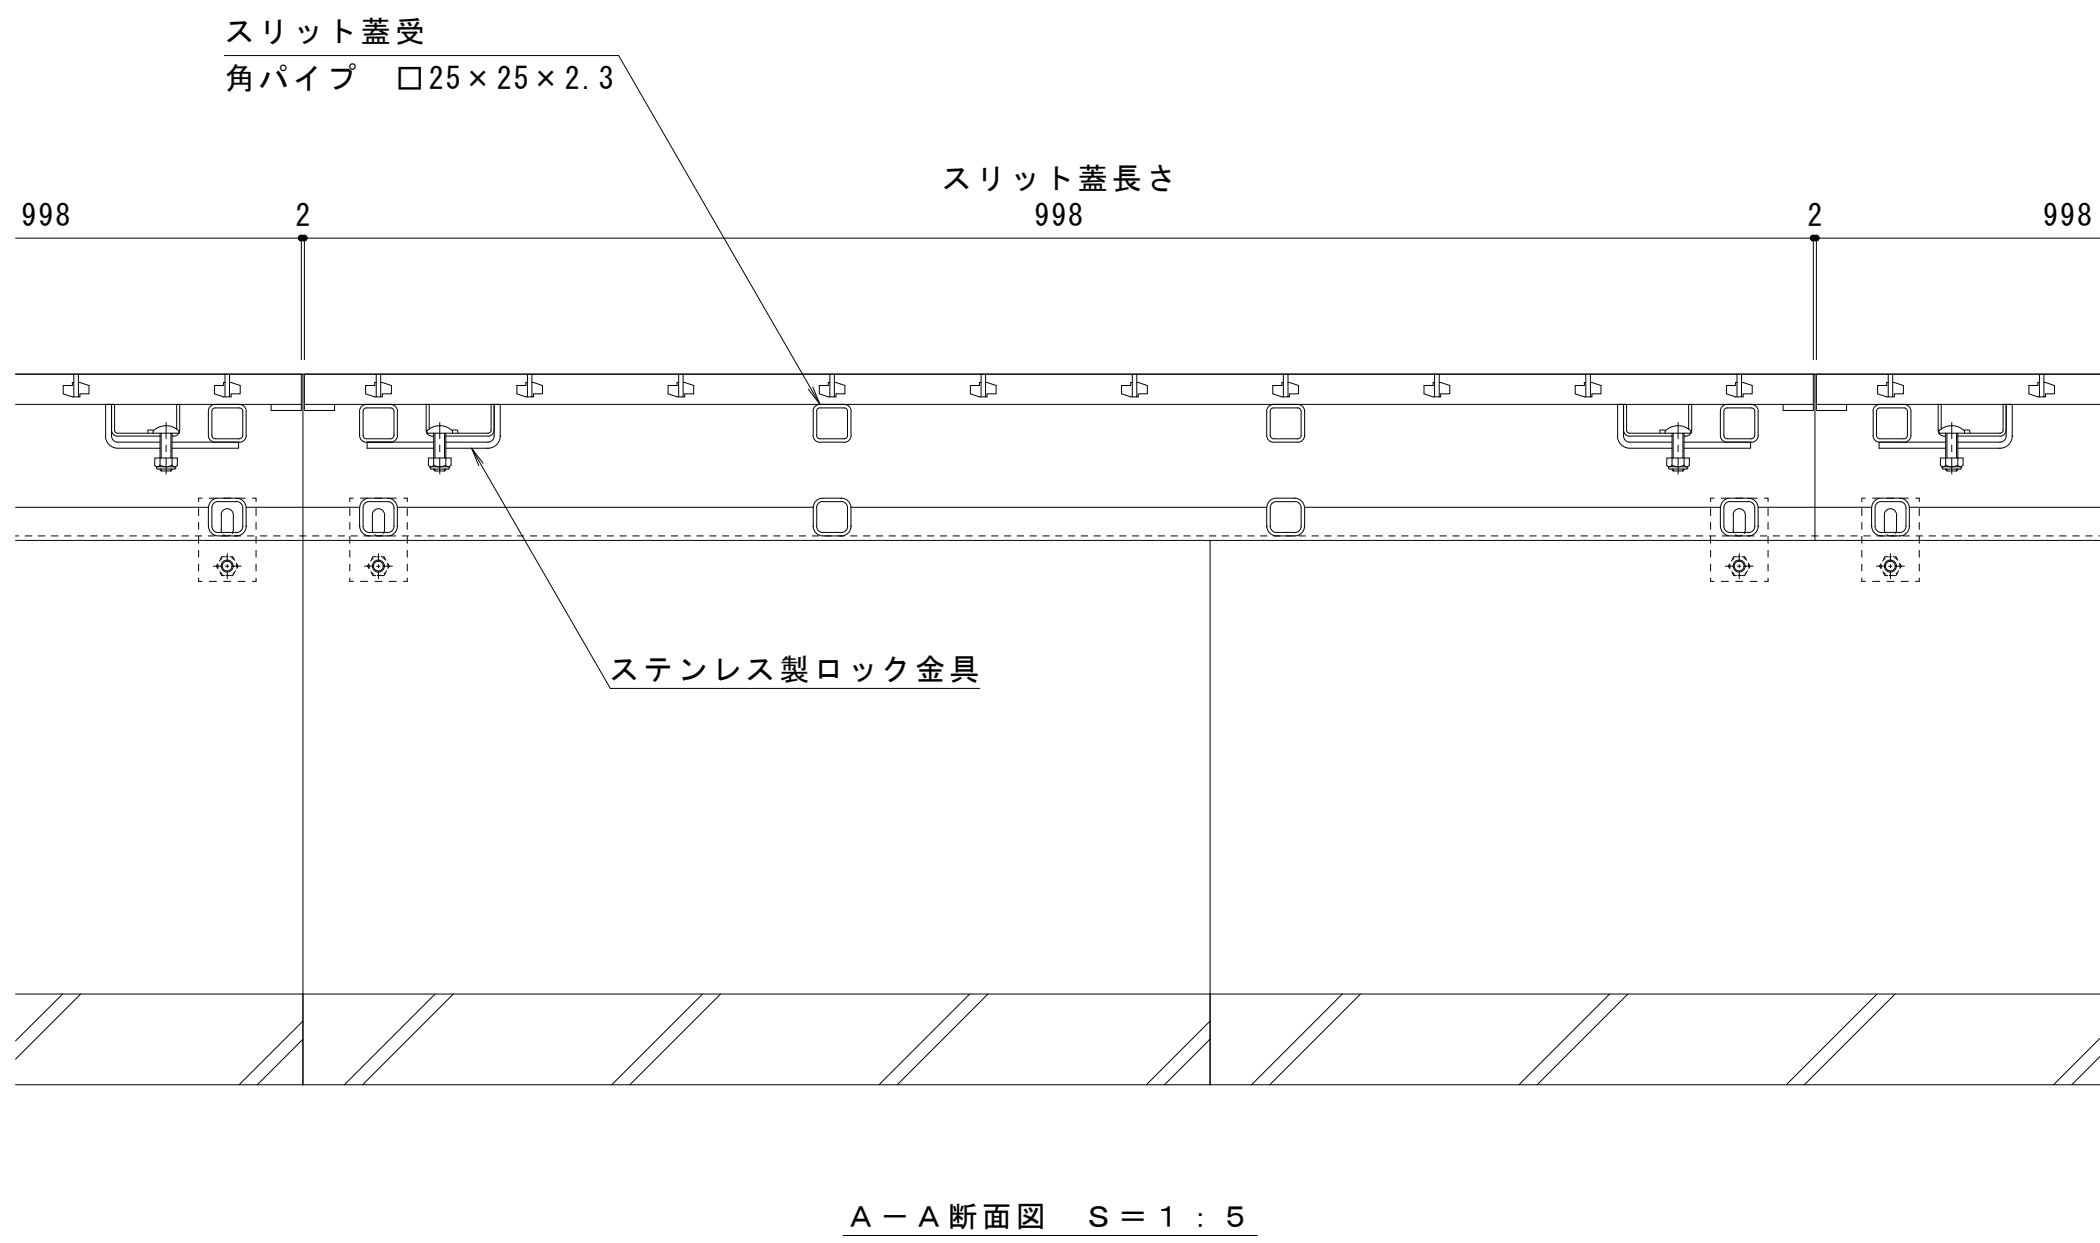 スリット蓋受
角パイプ　□25×25×2.3
スリット蓋長さ
998 2 998 2 998
ステンレス製ロック金具
A－A断面図　S＝1：5